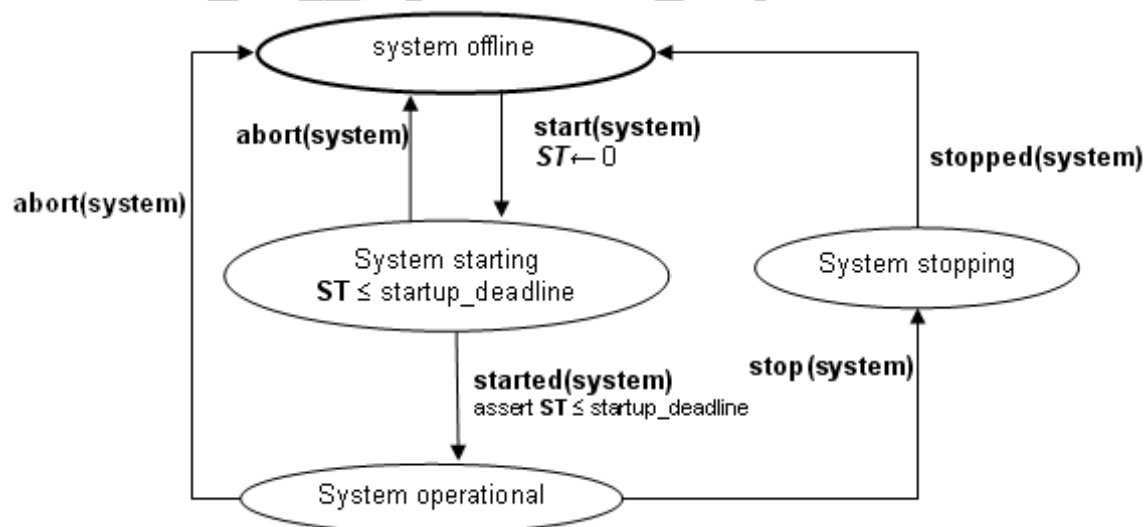 system offline
abort(system)
start(system)
ST ← 0
stopped(system)
abort(system)
System starting
ST ≤ startup_deadline
System stopping
started(system)
assert ST ≤ startup_deadline
stop(system)
System operational